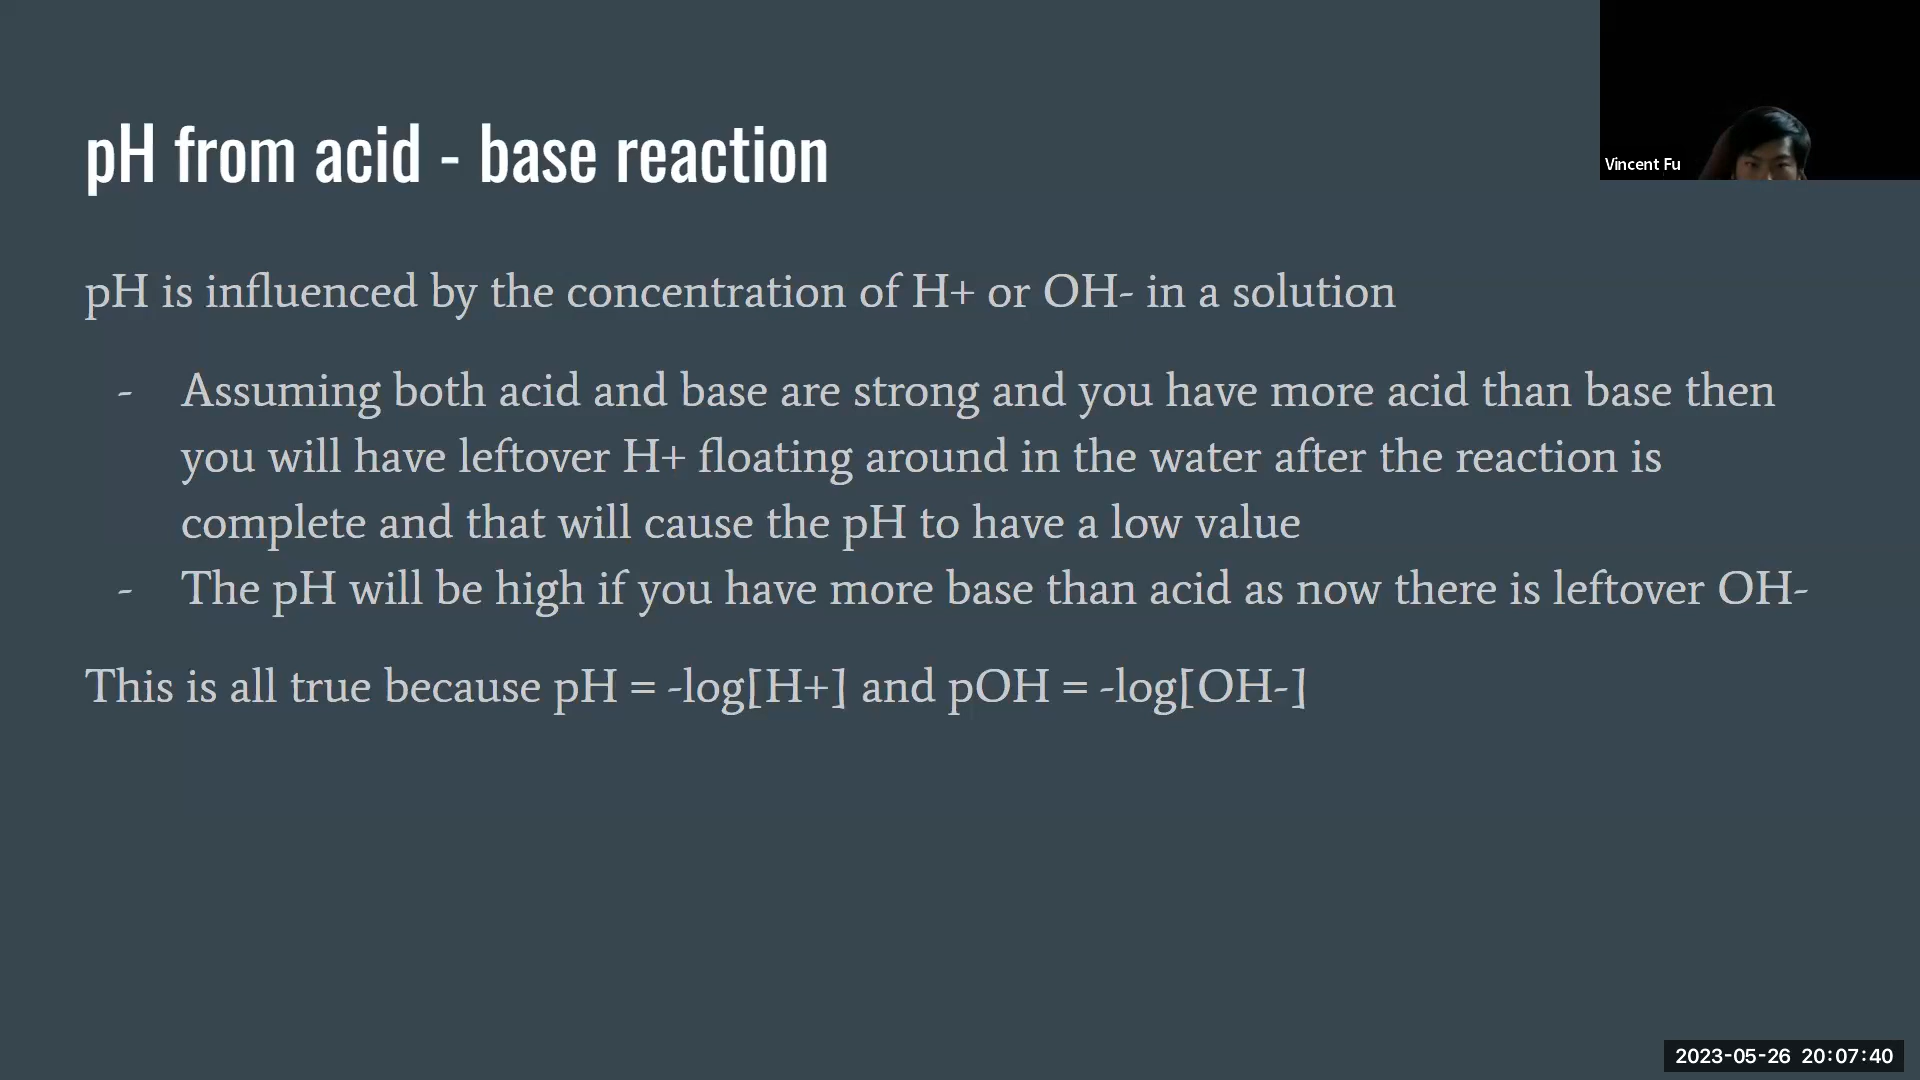 pH from acid - base reaction
Vincent Fu
pH is influenced by the concentration of H+ or OH- in a solution
- Assuming both acid and base are strong and you have more acid than base then
you will have leftover H+ floating around in the water after the reaction is
complete and that will cause the pH to have a low value
- The pH will be high if you have more base than acid as now there is leftover OH-
This is all true because pH = -log[H+] and pOH = -log[OH-]
2023-05-26 20:07:40